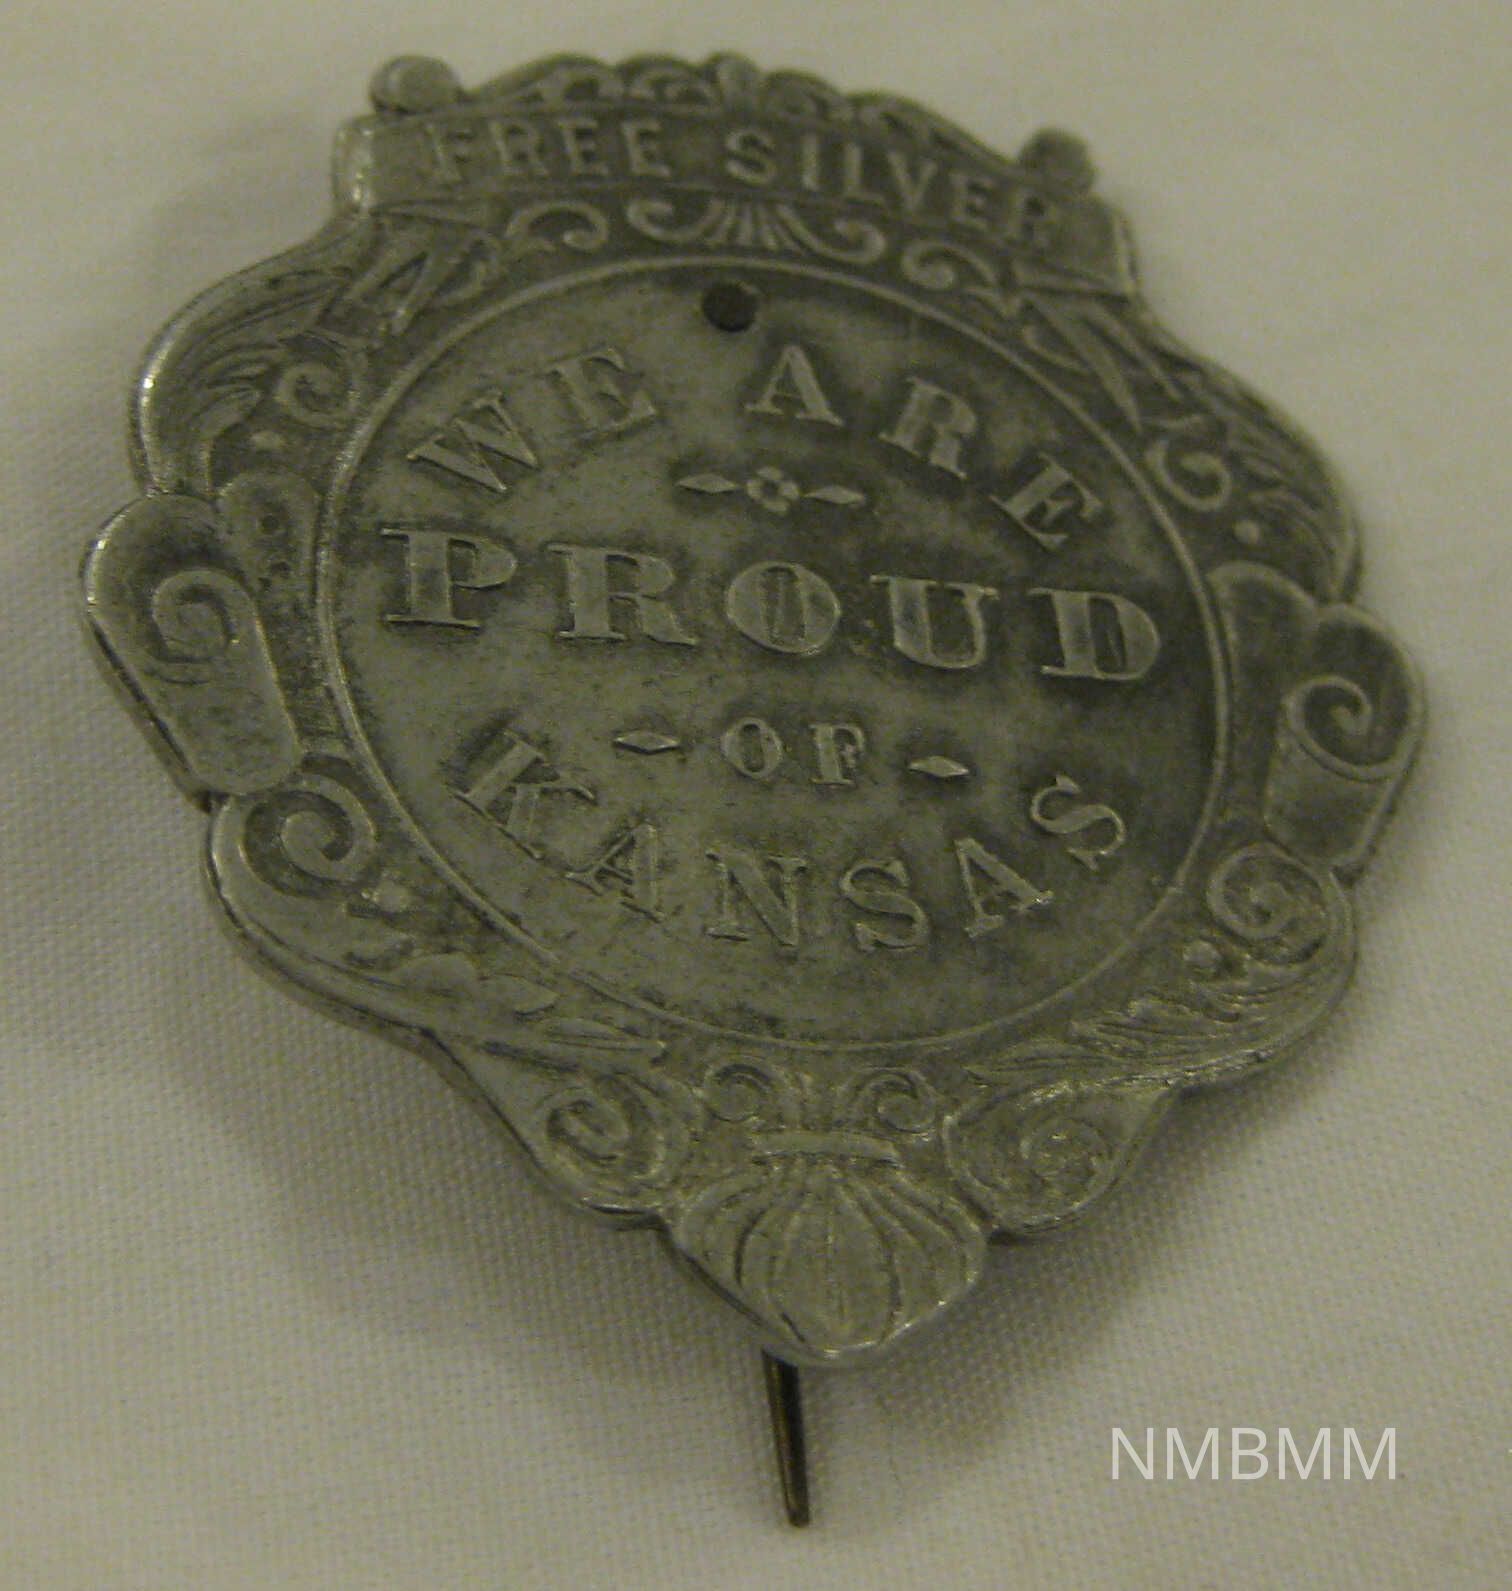 FREE SILVER
WE ARE
PROUD
OF
KANSAS
NMBMM